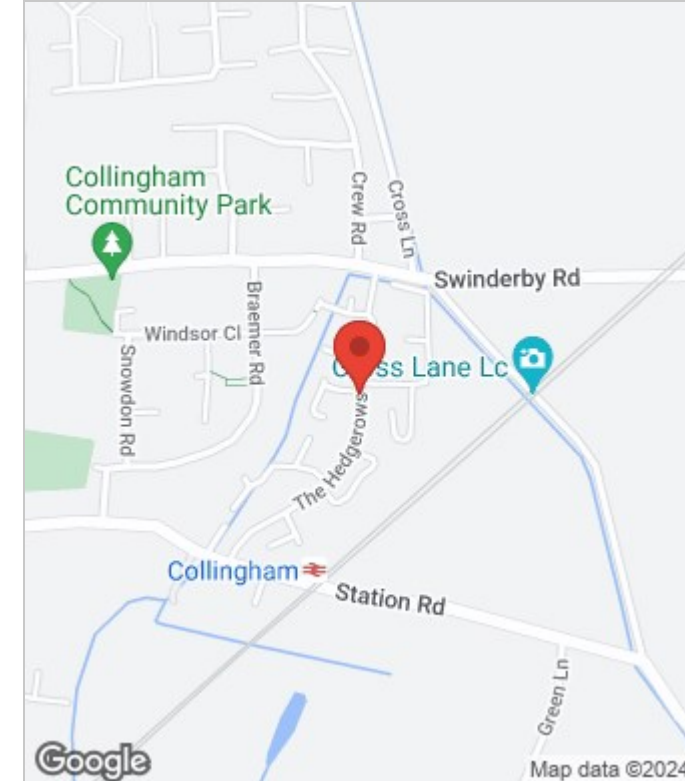 Collingham
Community Park
Crew Rd
Cross Ln
Swinderby Rd
Braemer Rd
Windsor Cl
Snowdon Rd
Cross Lane Lc
The Hedgerows
Collingham
Station Rd
Green Ln
Google
Map data ©2024